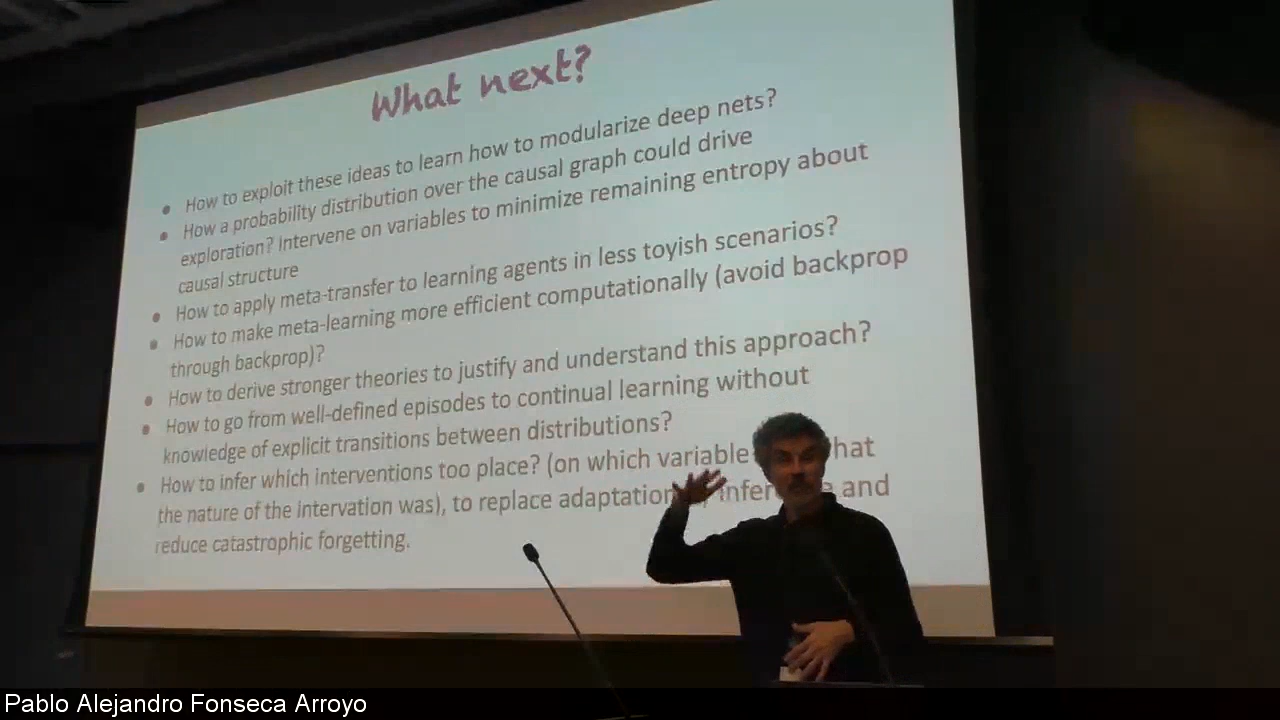 What next?
● How to exploit these ideas to learn how to modularize deep nets?
● How a probability distribution over the causal graph could drive
exploration? Intervene on variables to minimize remaining entropy about
causal structure
● How to apply meta-transfer to learning agents in less toyish scenarios?
● How to make meta-learning more efficient computationally (avoid backprop
through backprop)?
● How to derive stronger theories to justify and understand this approach?
● How to go from well-defined episodes to continual learning without
knowledge of explicit transitions between distributions?
● How to infer which interventions too place? (on which variable hat
the nature of the intervation was), to replace adaptation and
reduce catastrophic forgetting.
Pablo Alejandro Fonseca Arroyo